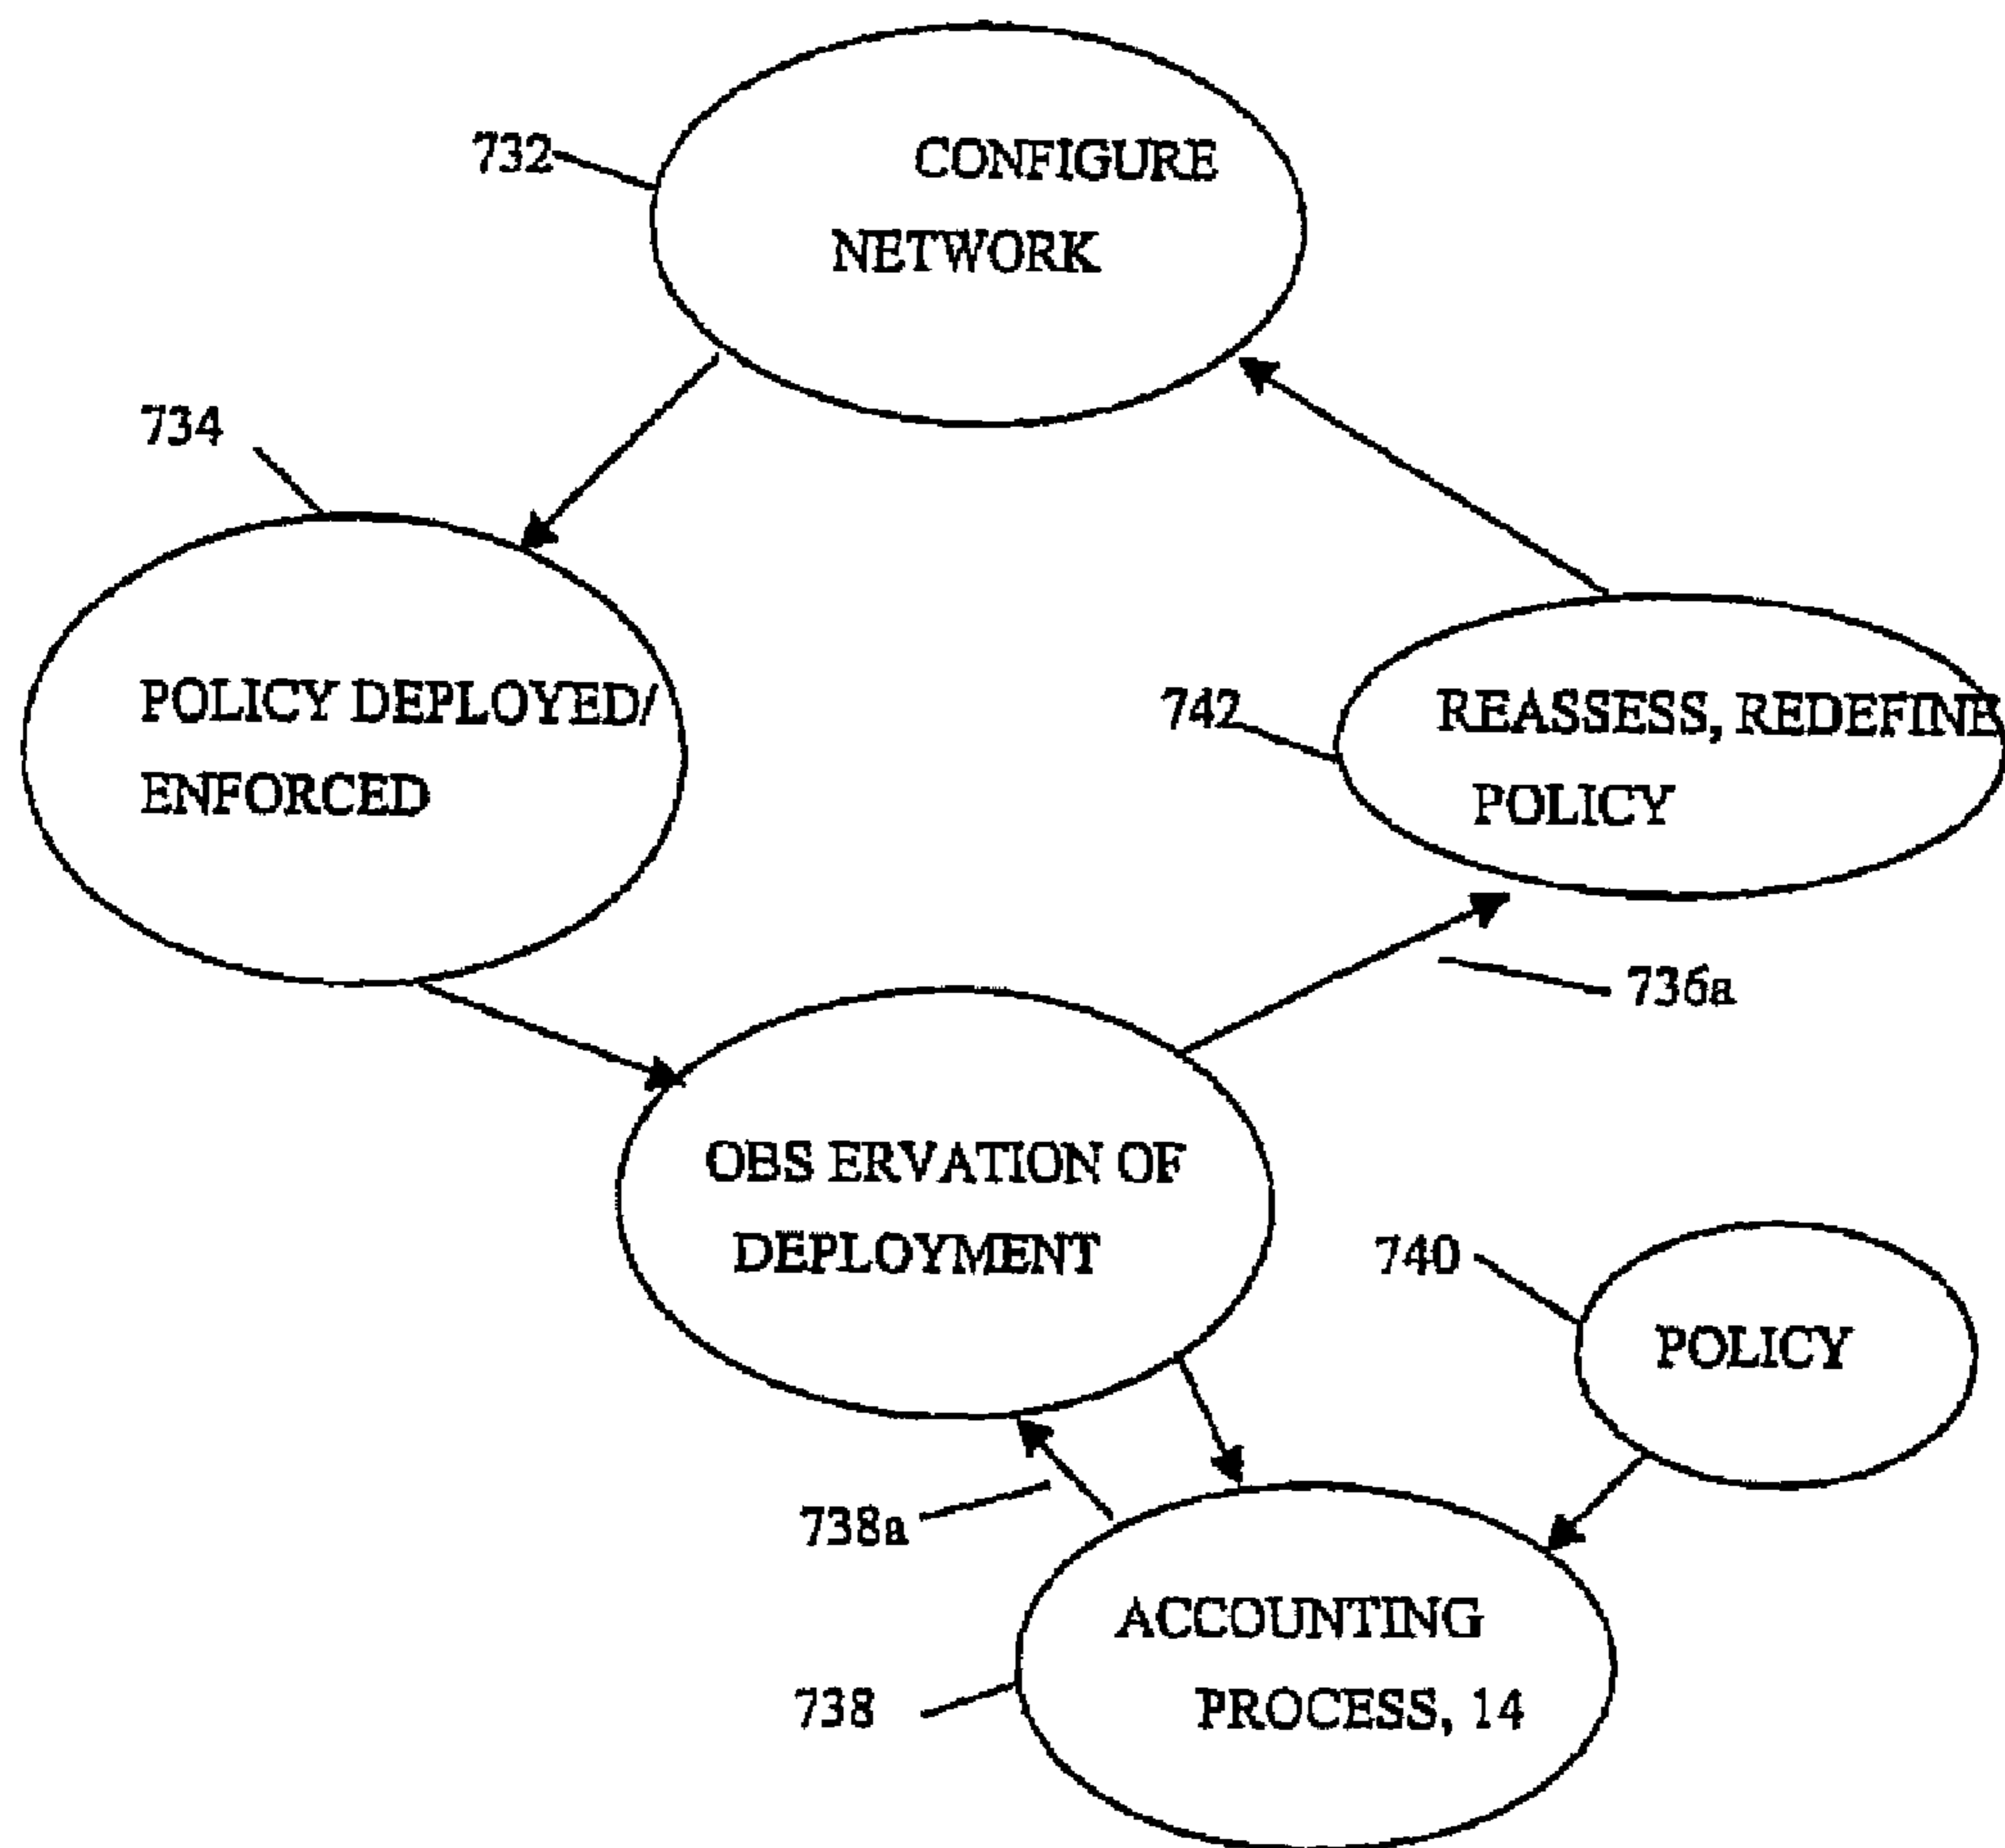 732
CONFIGURE
NETWORK
734
POLICY DEPLOYED/
ENFORCED
742
REASSESS, REDEFINE
POLICY
736a
OBS ERVATION OF
DEPLOYMENT
740
POLICY
738a
ACCOUNTING
738
PROCESS, 14